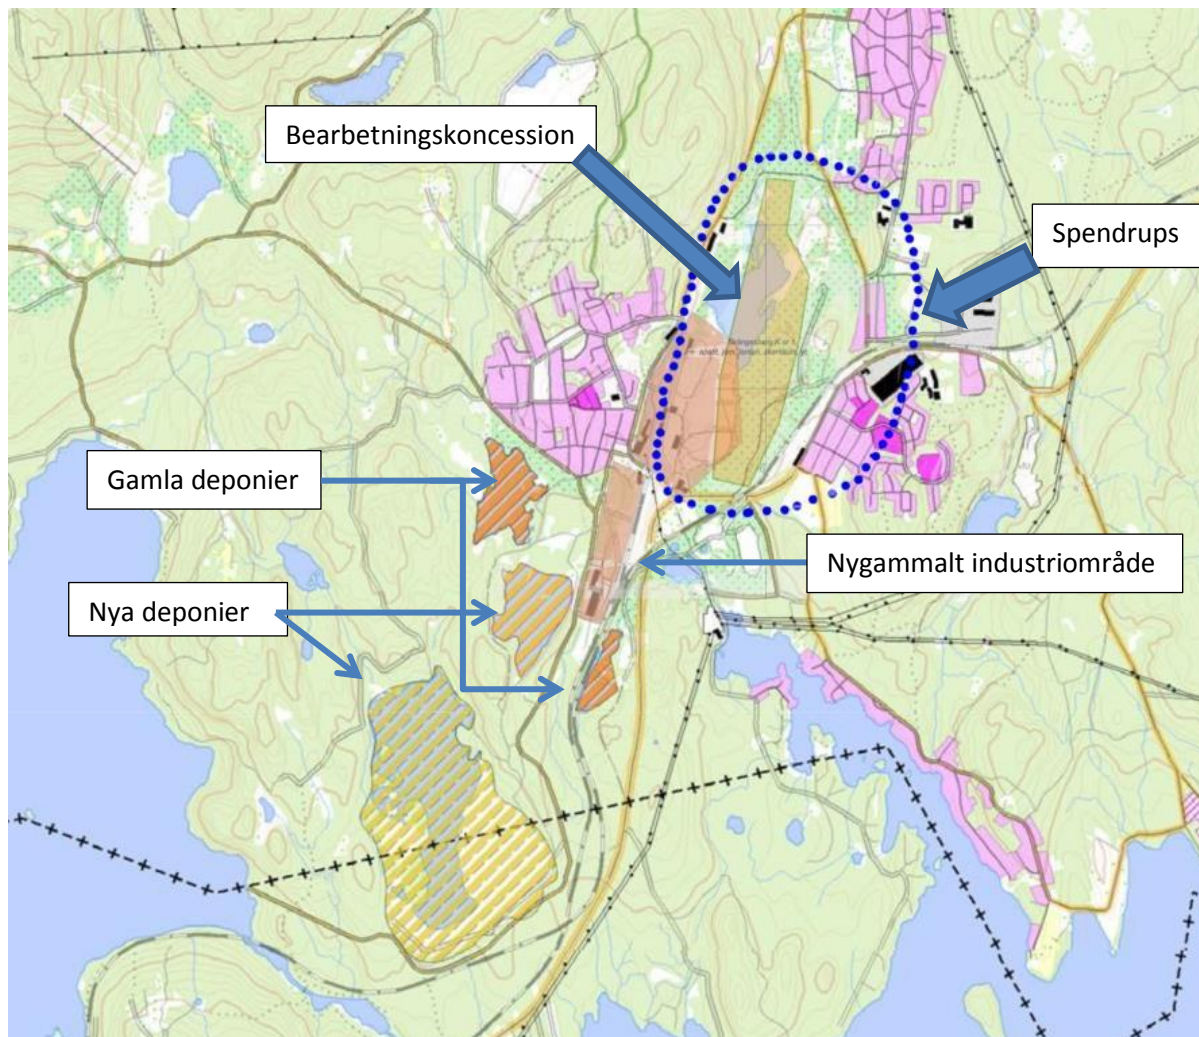 Bearbetningskoncession
Spendrups
Gamla deponier
Nygammalt industriområde
Nya deponier